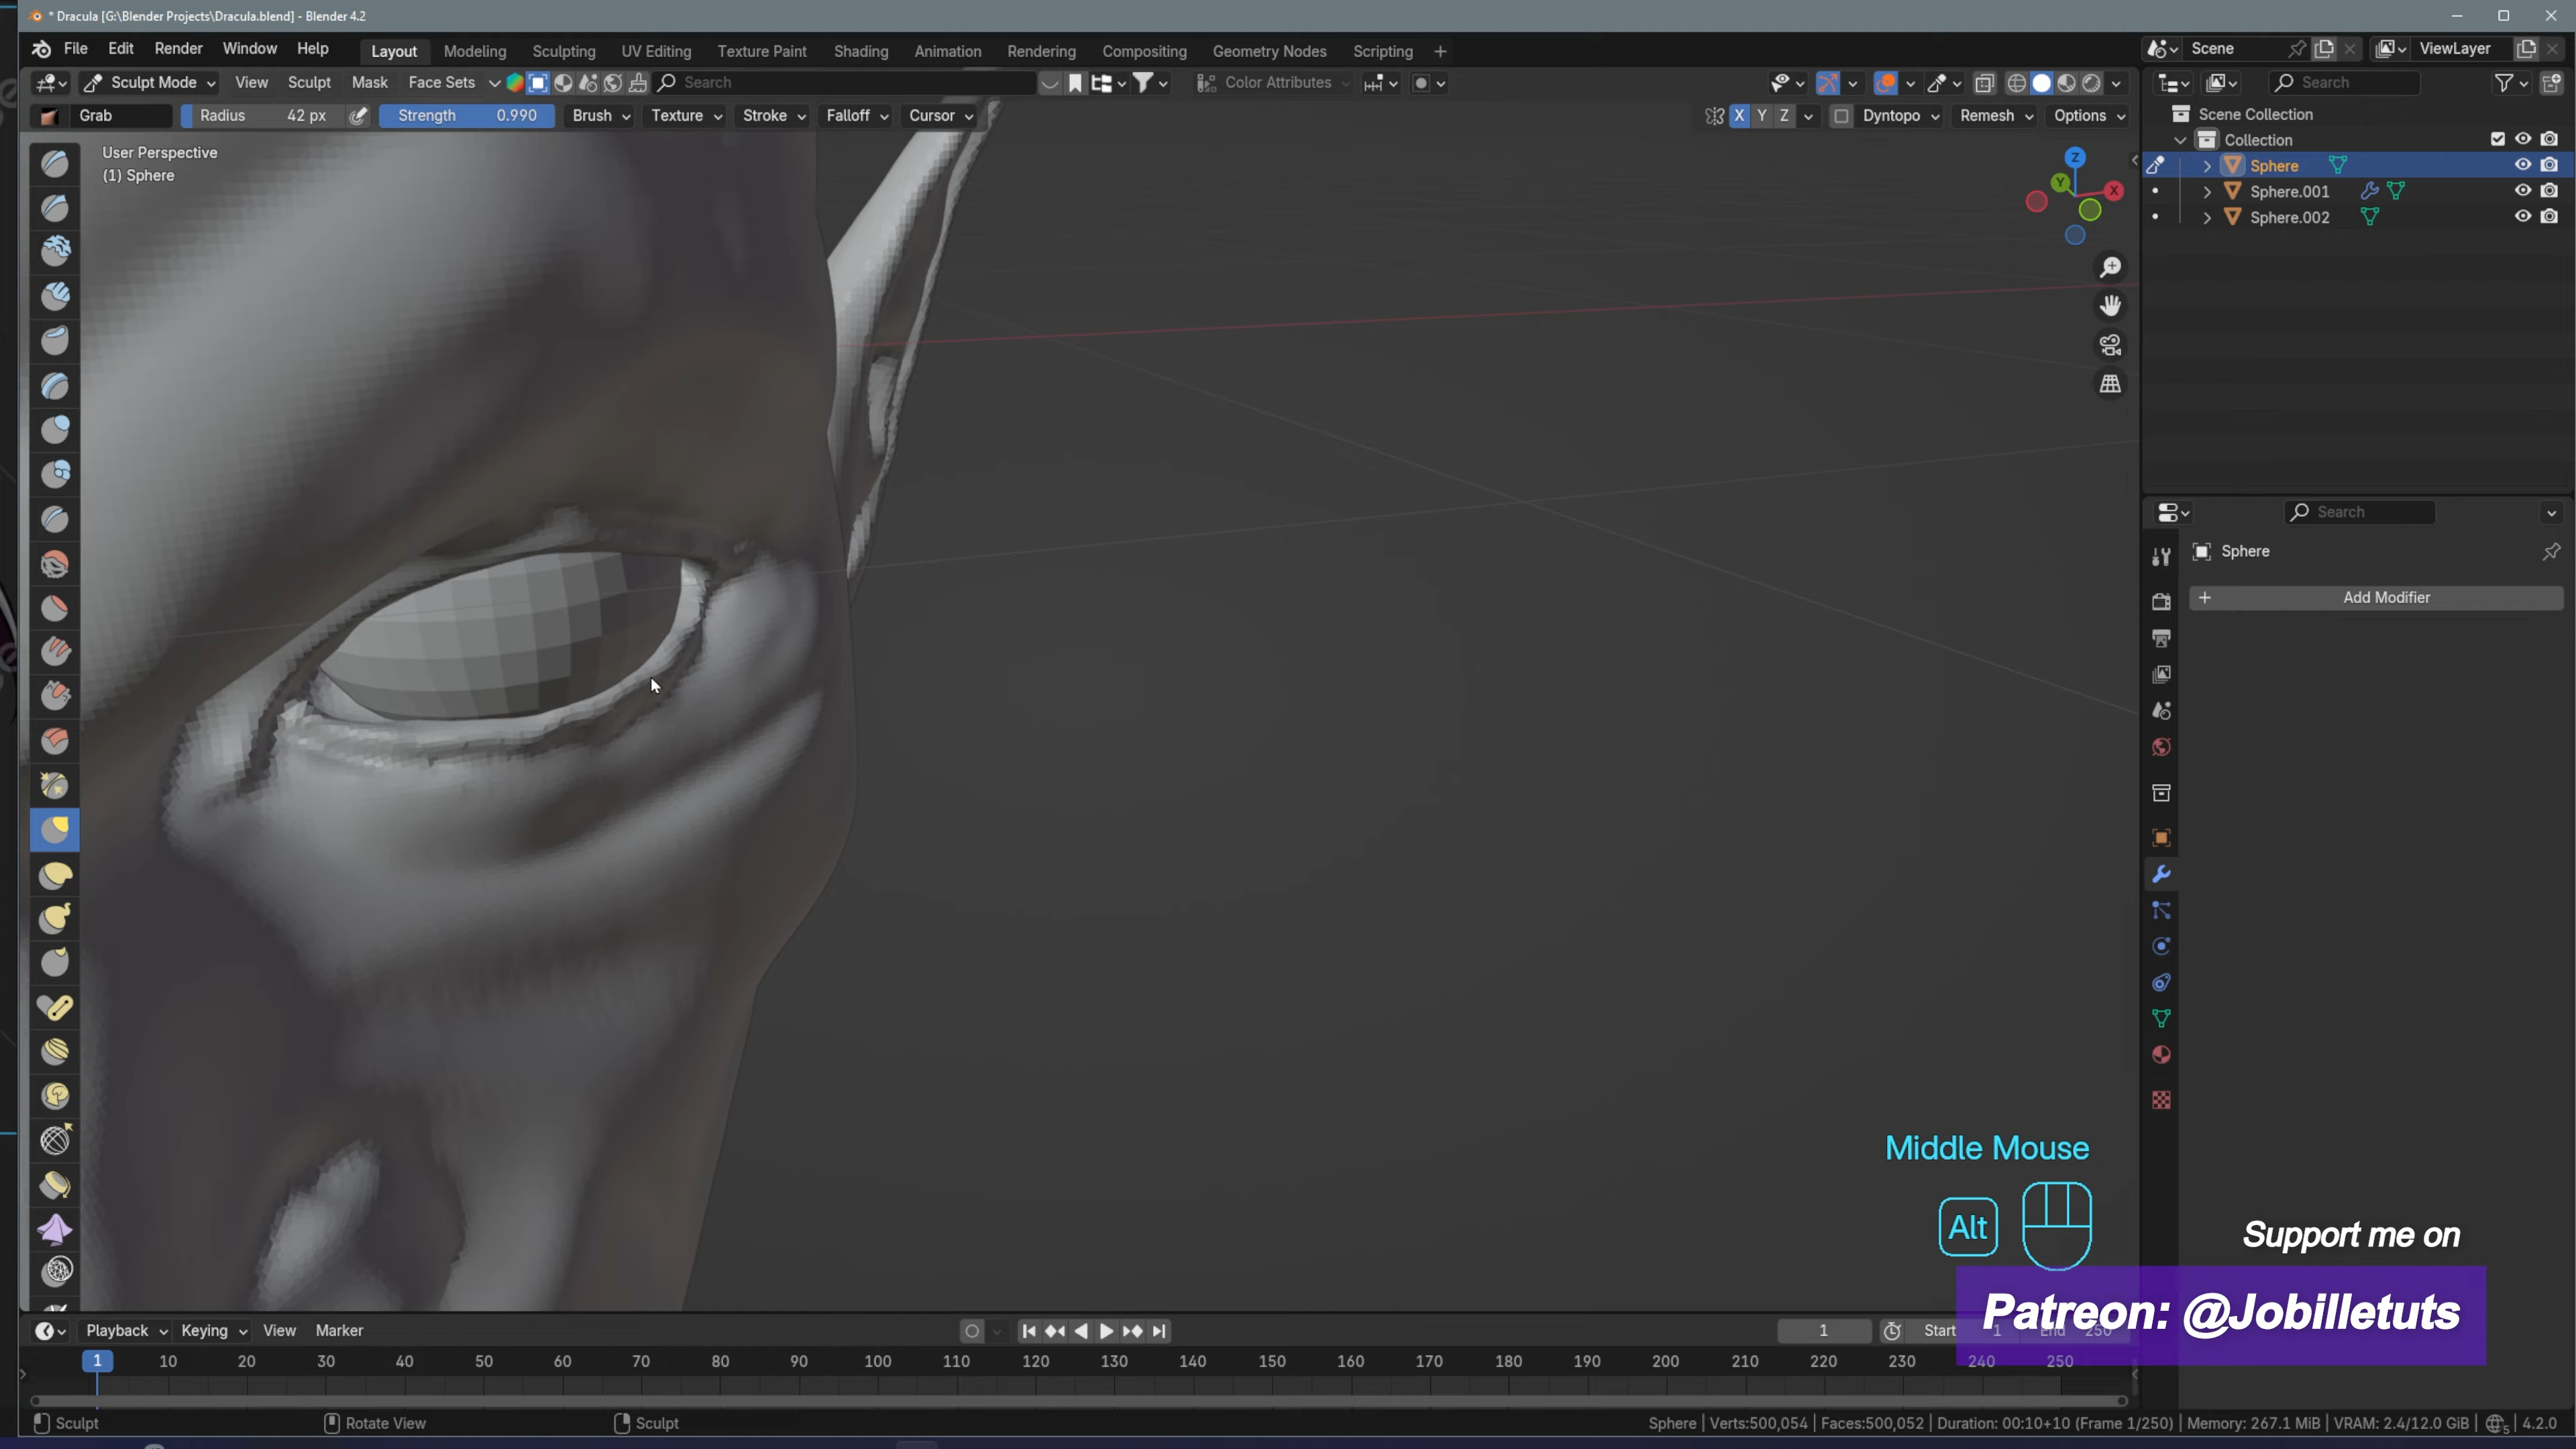 * Dracula [G:\Blender Projects\Dracula.blend] - Blender 4.2
File Edit Render Window Help Layout Modeling Sculpting UV Editing Texture Paint Shading Animation Rendering Compositing Geometry Nodes Scripting + Scene ViewLayer
Sculpt Mode View Sculpt Mask Face Sets Search Color Attributes Search
Grab Radius 42 px Strength 0.990 Brush Texture Stroke Falloff Cursor X Y Z Dyntopo Remesh Options
Scene Collection
Collection
Sphere
Sphere.001
Sphere.002
User Perspective
(1) Sphere
Z
Y
X
Search
Sphere
+ Add Modifier
Middle Mouse
Alt
Support me on
Patreon: @Jobilletuts
Playback Keying View Marker 1 Start 1 End 250
1 10 20 30 40 50 60 70 80 90 100 110 120 130 140 150 160 170 180 190 200 210 220 230 240 250
Sculpt Rotate View Sculpt Sphere | Verts:500,054 | Faces:500,052 | Duration: 00:10+10 (Frame 1/250) | Memory: 267.1 MiB | VRAM: 2.4/12.0 GiB | 5 | 4.2.0